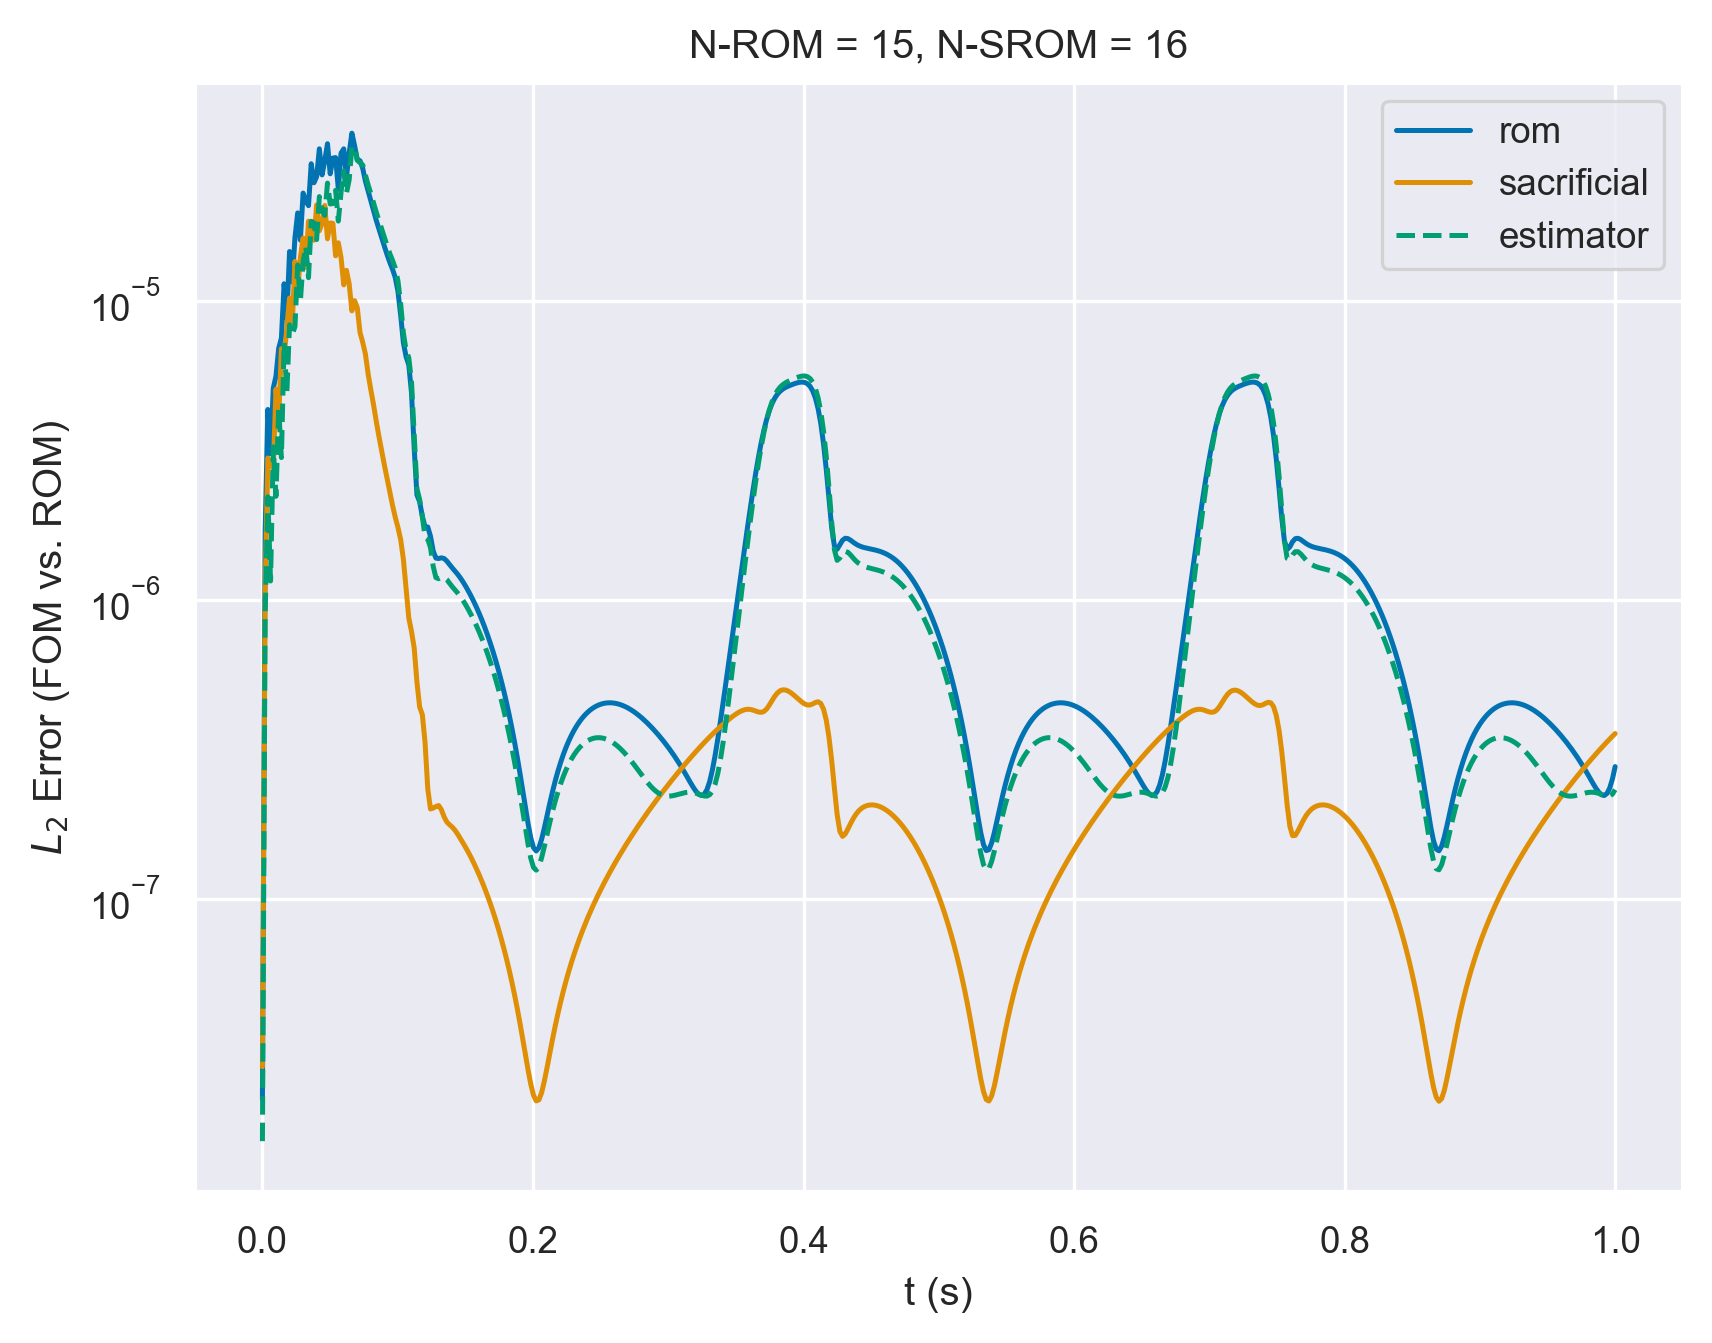 N-ROM = 15, N-SROM = 16
rom
sacrificial
estimator
L₂ Error (FOM vs. ROM)
10⁻⁵
10⁻⁶
10⁻⁷
0.0 0.2 0.4 0.6 0.8 1.0
t (s)